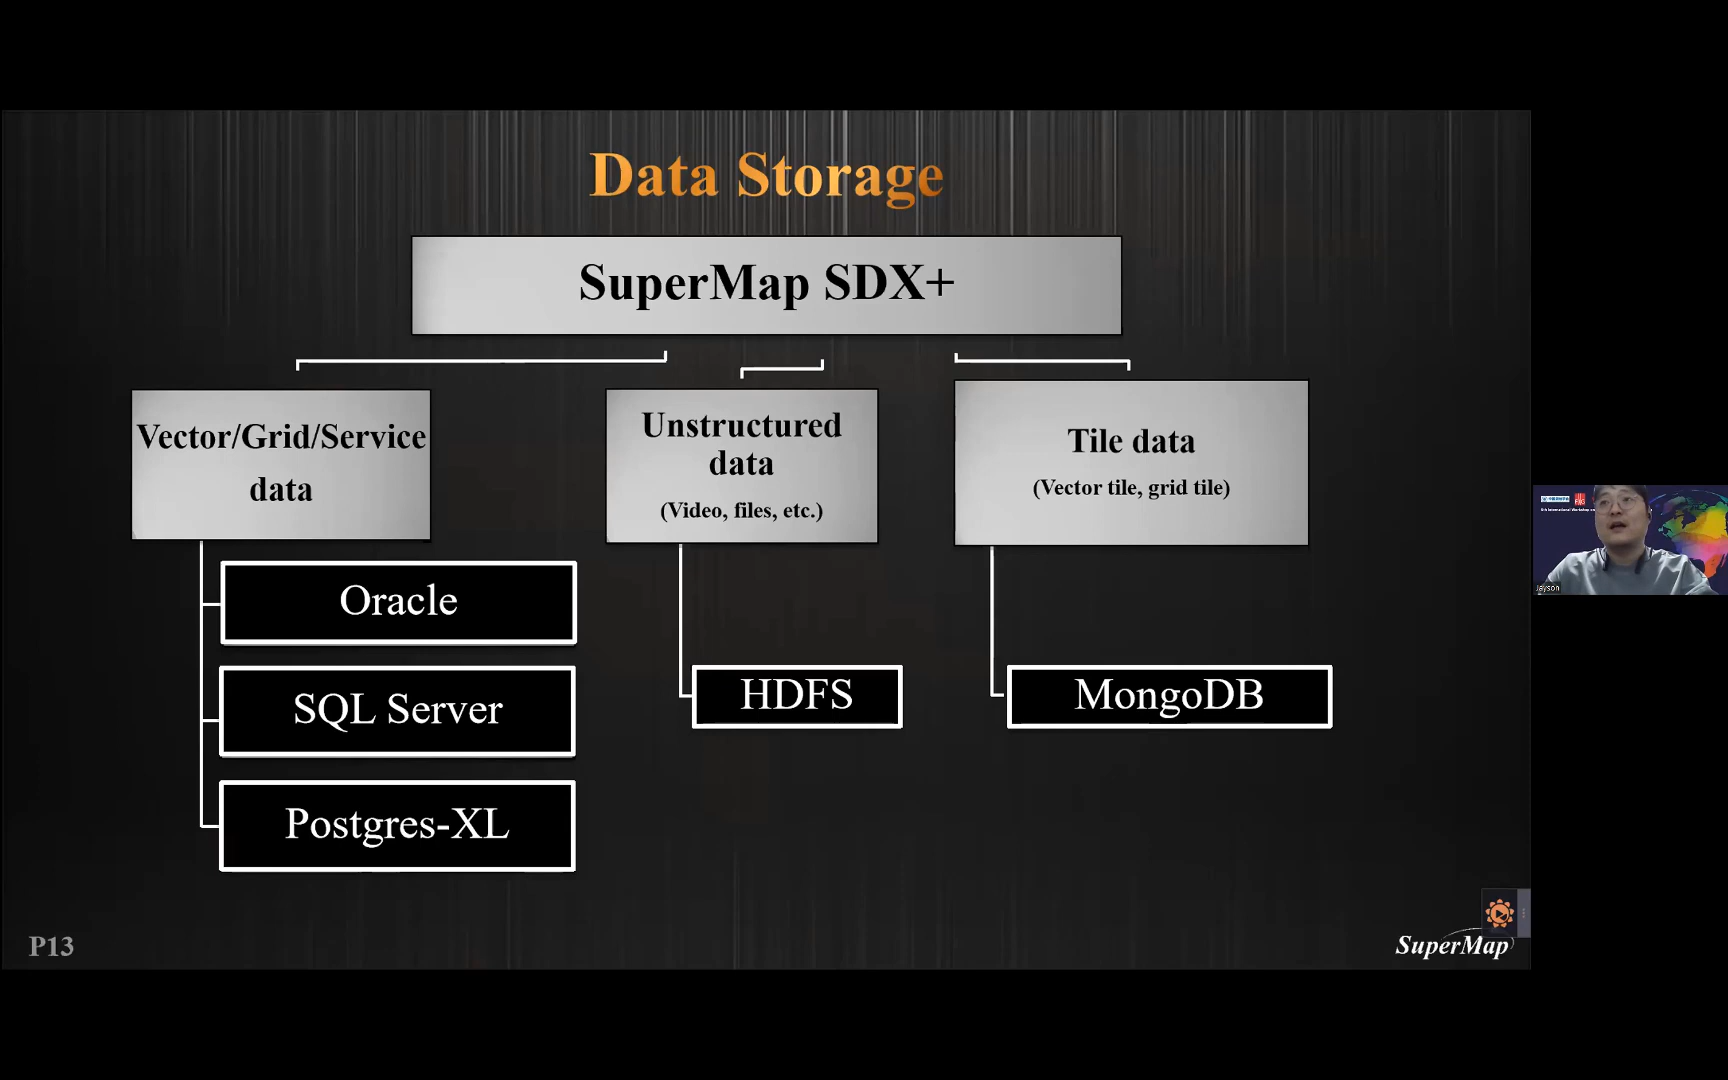 Data Storage
SuperMap SDX+
Vector/Grid/Service
data
Unstructured
data
(Video, files, etc.)
Tile data
(Vector tile, grid tile)
Oracle
SQL Server
Postgres-XL
HDFS
MongoDB
P13
SuperMap
Jayson